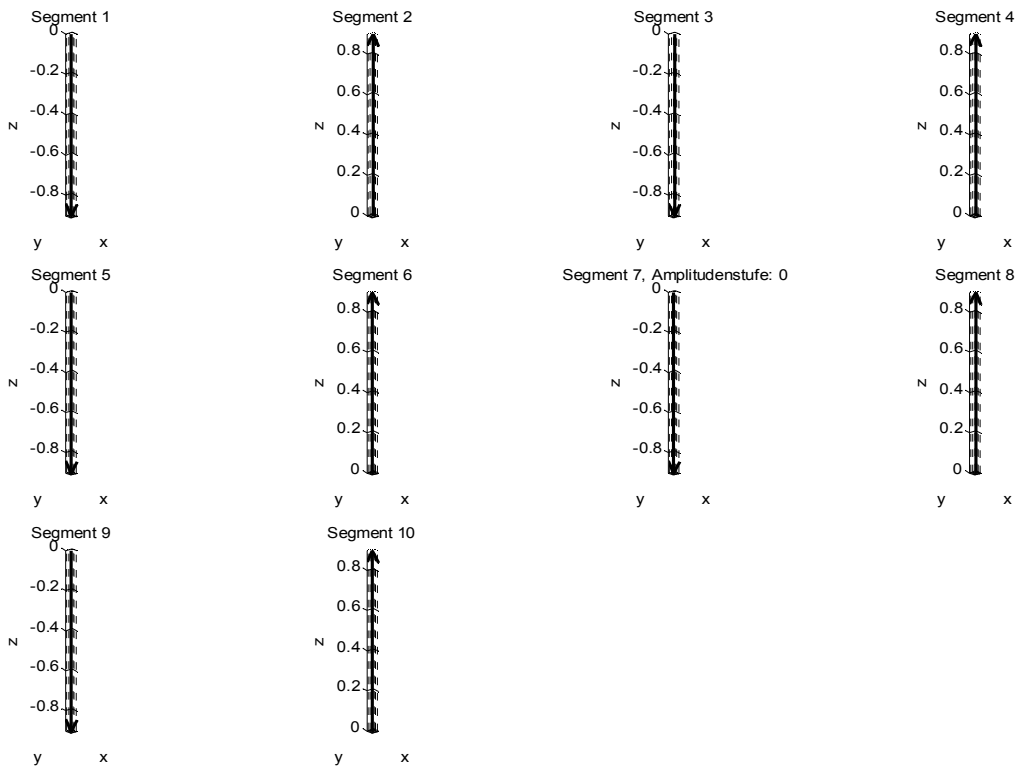 Segment 1
0
-0.2
-0.4
-0.6
-0.8
z
y
x
Segment 2
0.8
0.6
0.4
0.2
0
z
y
x
Segment 3
0
-0.2
-0.4
-0.6
-0.8
z
y
x
Segment 4
0.8
0.6
0.4
0.2
0
z
y
x
Segment 5
0
-0.2
-0.4
-0.6
-0.8
z
y
x
Segment 6
0.8
0.6
0.4
0.2
0
z
y
x
Segment 7, Amplitudenstufe: 0
0
-0.2
-0.4
-0.6
-0.8
z
y
x
Segment 8
0.8
0.6
0.4
0.2
0
z
y
x
Segment 9
0
-0.2
-0.4
-0.6
-0.8
z
y
x
Segment 10
0.8
0.6
0.4
0.2
0
z
y
x